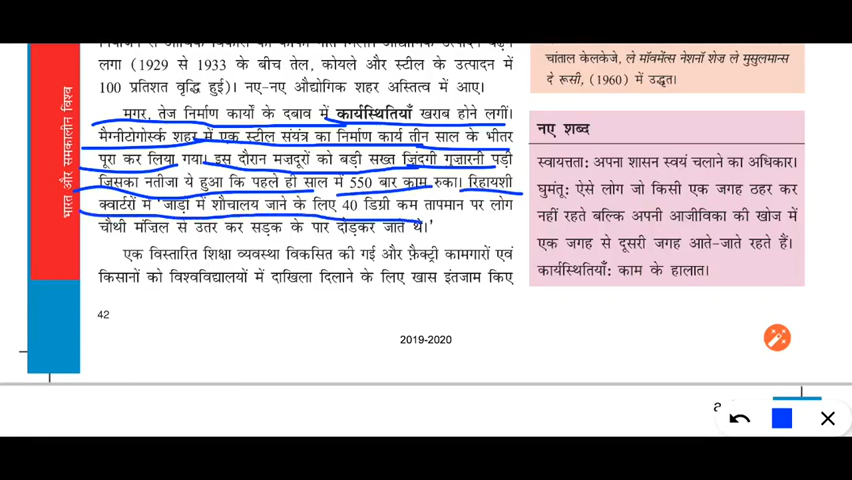 लगा (1929 से 1933 के बीच तेल, कोयले और स्टील के उत्पादन में
100 प्रतिशत वृद्धि हुई)। नए-नए औद्योगिक शहर अस्तित्व में आए।
मगर, तेज निर्माण कार्यों के दबाव में कार्यस्थितियाँ खराब होने लगीं।
मैग्नीटोगोर्स्क शहर में एक स्टील संयंत्र का निर्माण कार्य तीन साल के भीतर
पूरा कर लिया गया। इस दौरान मजदूरों को बड़ी सख्त ज़िंदगी गुज़ारनी पड़ी
जिसका नतीजा ये हुआ कि पहले ही साल में 550 बार काम रुका। रिहायशी
क्वार्टरों में 'जाड़ों में शौचालय जाने के लिए 40 डिग्री कम तापमान पर लोग
चौथी मंजिल से उतर कर सड़क के पार दौड़कर जाते थे।'
एक विस्तारित शिक्षा व्यवस्था विकसित की गई और फ़ैक्ट्री कामगारों एवं
किसानों को विश्वविद्यालयों में दाखिला दिलाने के लिए खास इंतजाम किए
42
भारत और समकालीन विश्व
चांताल केलकेजे, ले मॉवमेंत्स नेशनॉ शेज़ ले मुसुलमान्स
दे रूसी, (1960) में उद्धृत।
नए शब्द
स्वायत्तता: अपना शासन स्वयं चलाने का अधिकार।
घुमंतू: ऐसे लोग जो किसी एक जगह ठहर कर
नहीं रहते बल्कि अपनी आजीविका की खोज में
एक जगह से दूसरी जगह आते-जाते रहते हैं।
कार्यस्थितियाँ: काम के हालात।
2019-2020